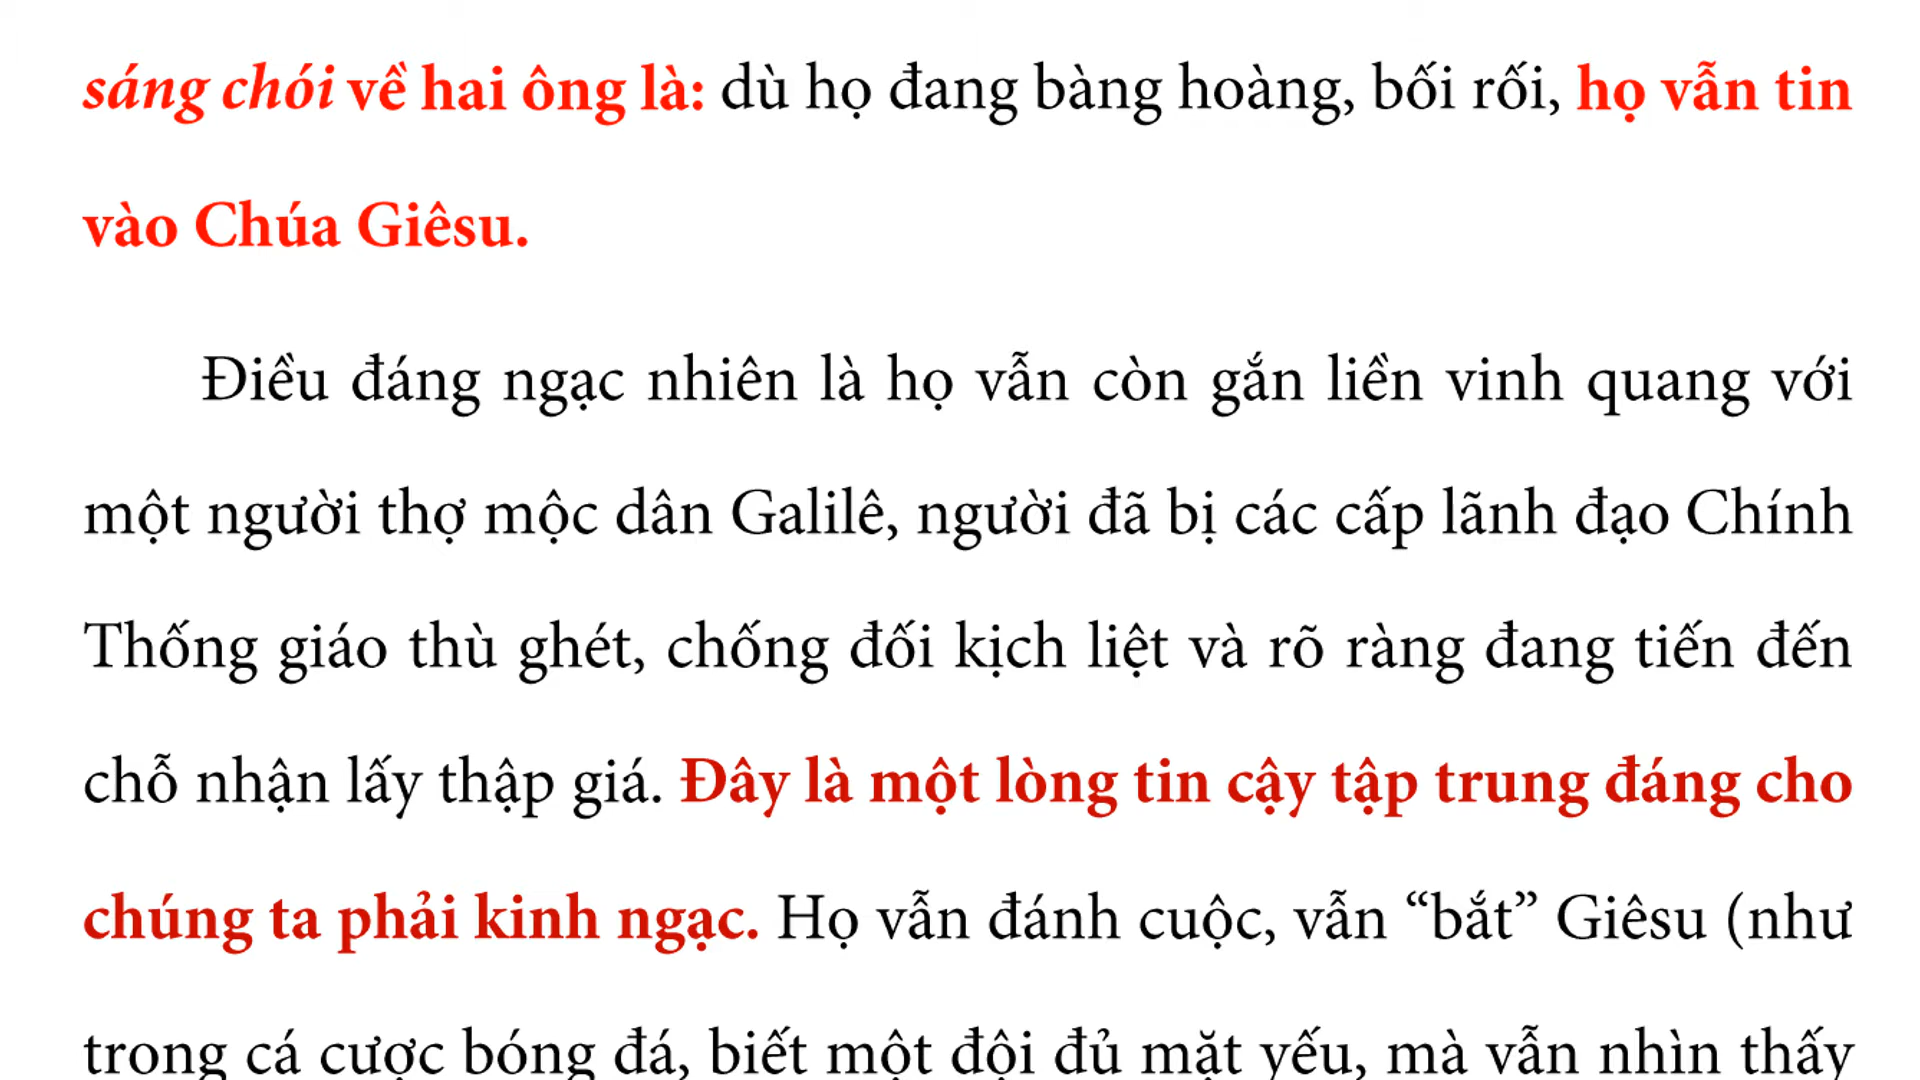 sáng chói về hai ông là: dù họ đang bàng hoàng, bối rối, họ vẫn tin
vào Chúa Giêsu.
Điều đáng ngạc nhiên là họ vẫn còn gắn liền vinh quang với
một người thợ mộc dân Galilê, người đã bị các cấp lãnh đạo Chính
Thống giáo thù ghét, chống đối kịch liệt và rõ ràng đang tiến đến
chỗ nhận lấy thập giá. Đây là một lòng tin cậy tập trung đáng cho
chúng ta phải kinh ngạc. Họ vẫn đánh cuộc, vẫn “bắt” Giêsu (như
trong cá cược bóng đá, biết một đội đủ mặt yếu, mà vẫn nhìn thấy